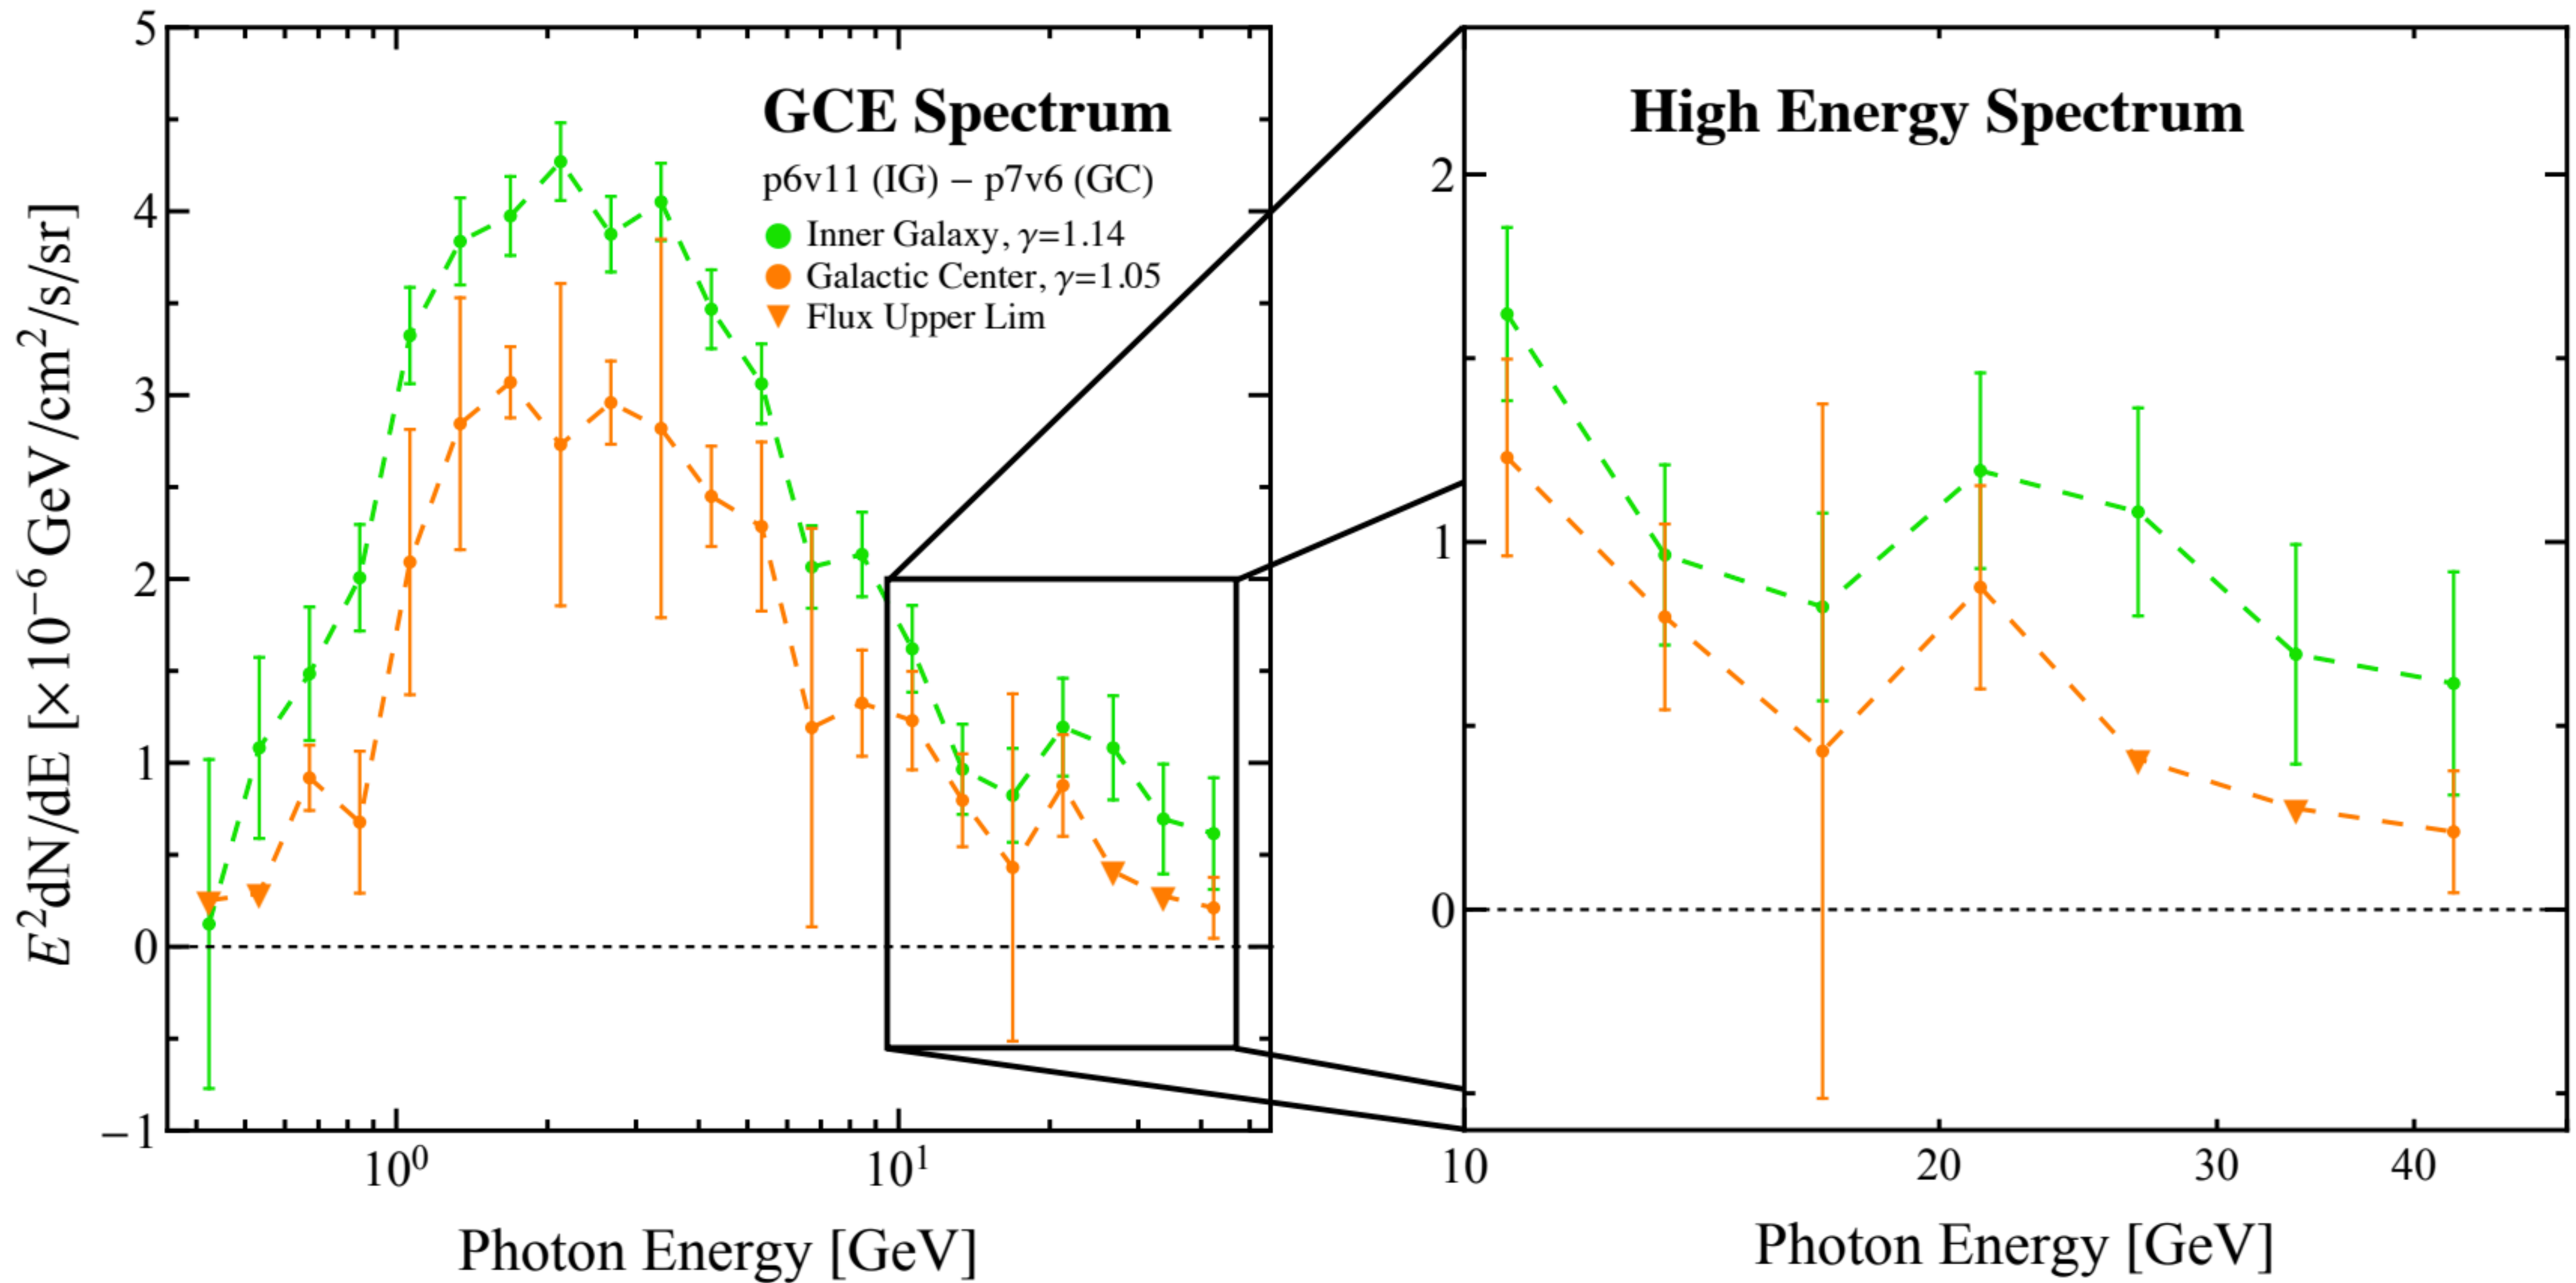 GCE Spectrum
p6v11 (IG) − p7v6 (GC)
Inner Galaxy, γ=1.14
Galactic Center, γ=1.05
Flux Upper Lim
E²dN/dE [×10⁻⁶ GeV/cm²/s/sr]
5
4
3
2
1
0
−1
10⁰ 10¹
Photon Energy [GeV]
High Energy Spectrum
2
1
0
10 20 30 40
Photon Energy [GeV]